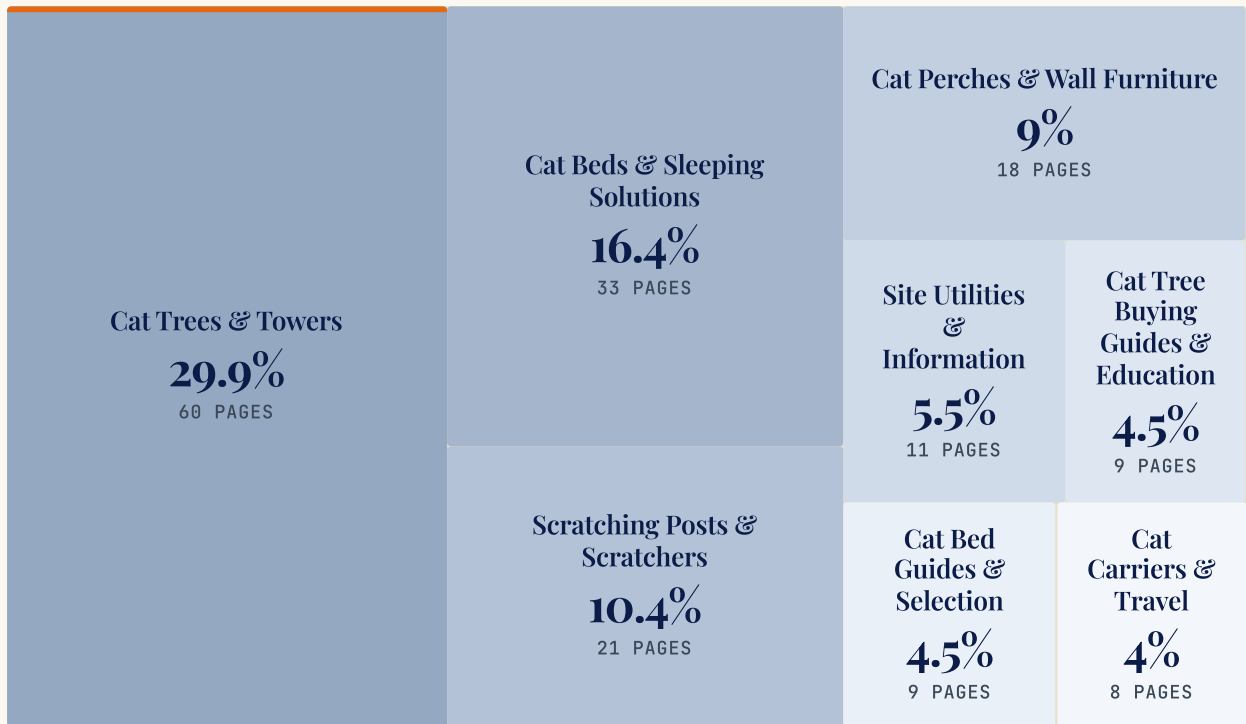 Cat Trees & Towers
29.9%
60 PAGES
Cat Beds & Sleeping
Solutions
16.4%
33 PAGES
Scratching Posts &
Scratchers
10.4%
21 PAGES
Cat Perches & Wall Furniture
9%
18 PAGES
Site Utilities
&
Information
5.5%
11 PAGES
Cat Tree
Buying
Guides &
Education
4.5%
9 PAGES
Cat Bed
Guides &
Selection
4.5%
9 PAGES
Cat
Carriers &
Travel
4%
8 PAGES